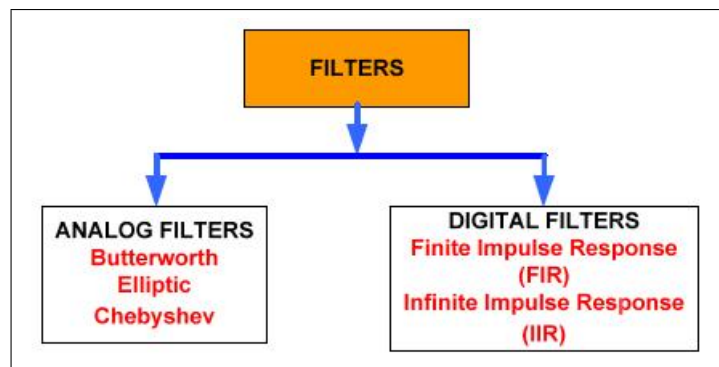 FILTERS
ANALOG FILTERS
Butterworth
Elliptic
Chebyshev
DIGITAL FILTERS
Finite Impulse Response
(FIR)
Infinite Impulse Response
(IIR)